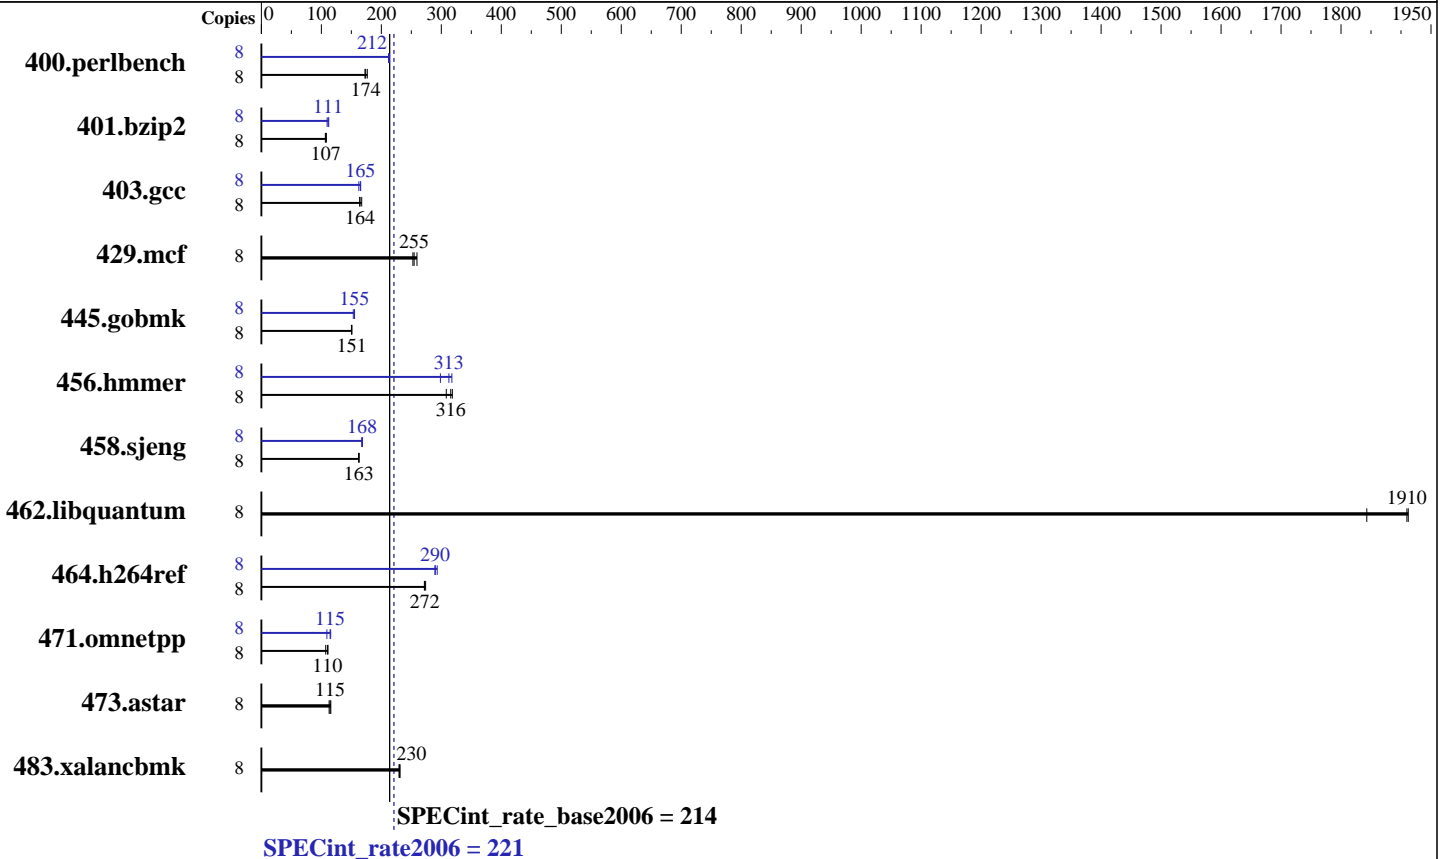 Copies 0 100 200 300 400 500 600 700 800 900 1000 1100 1200 1300 1400 1500 1600 1700 1800 1950
400.perlbench 8 212
8 174
401.bzip2 8 111
8 107
403.gcc 8 165
8 164
429.mcf 8 255
445.gobmk 8 155
8 151
456.hmmer 8 313
8 316
458.sjeng 8 168
8 163
462.libquantum 8 1910
464.h264ref 8 290
8 272
471.omnetpp 8 115
8 110
473.astar 8 115
483.xalancbmk 8 230
SPECint_rate_base2006 = 214
SPECint_rate2006 = 221